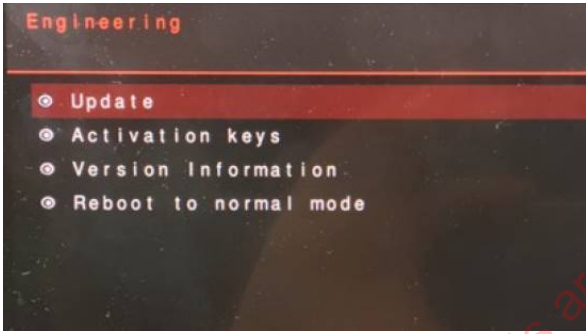 Engineering
Update
Activation keys
Version Information
Reboot to normal mode